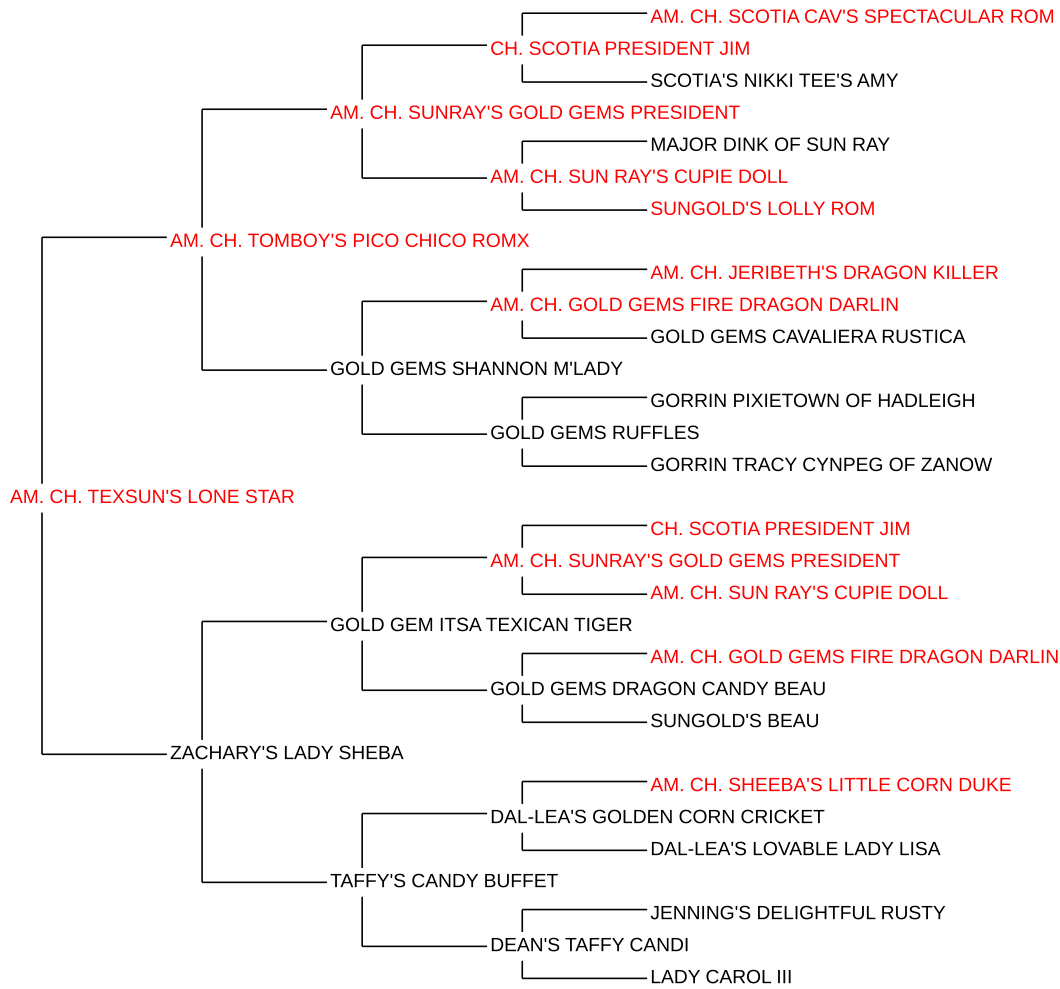 AM. CH. SCOTIA CAV'S SPECTACULAR ROM
CH. SCOTIA PRESIDENT JIM
SCOTIA'S NIKKI TEE'S AMY
AM. CH. SUNRAY'S GOLD GEMS PRESIDENT
MAJOR DINK OF SUN RAY
AM. CH. SUN RAY'S CUPIE DOLL
SUNGOLD'S LOLLY ROM
AM. CH. TOMBOY'S PICO CHICO ROMX
AM. CH. JERIBETH'S DRAGON KILLER
AM. CH. GOLD GEMS FIRE DRAGON DARLIN
GOLD GEMS CAVALIERA RUSTICA
GOLD GEMS SHANNON M'LADY
GORRIN PIXIETOWN OF HADLEIGH
GOLD GEMS RUFFLES
GORRIN TRACY CYNPEG OF ZANOW
AM. CH. TEXSUN'S LONE STAR
CH. SCOTIA PRESIDENT JIM
AM. CH. SUNRAY'S GOLD GEMS PRESIDENT
AM. CH. SUN RAY'S CUPIE DOLL
GOLD GEM ITSA TEXICAN TIGER
AM. CH. GOLD GEMS FIRE DRAGON DARLIN
GOLD GEMS DRAGON CANDY BEAU
SUNGOLD'S BEAU
ZACHARY'S LADY SHEBA
AM. CH. SHEEBA'S LITTLE CORN DUKE
DAL-LEA'S GOLDEN CORN CRICKET
DAL-LEA'S LOVABLE LADY LISA
TAFFY'S CANDY BUFFET
JENNING'S DELIGHTFUL RUSTY
DEAN'S TAFFY CANDI
LADY CAROL III